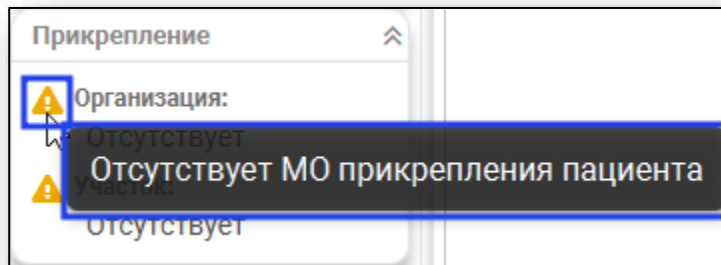 Прикрепление
Организация:
Отсутствует
Отсутствует МО прикрепления пациента
Участок:
Отсутствует